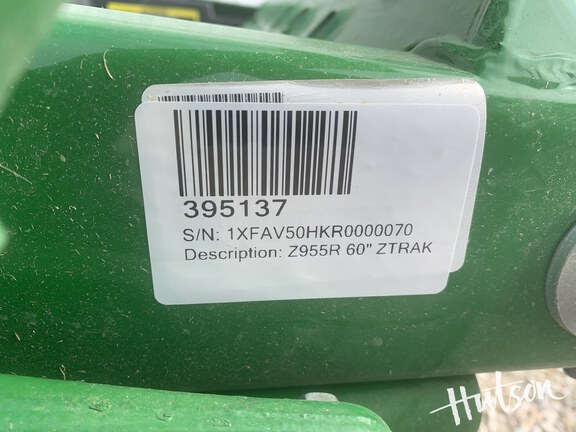 395137
S/N: 1XFAV50HKR0000070
Description: Z955R 60" ZTRAK
Hutson